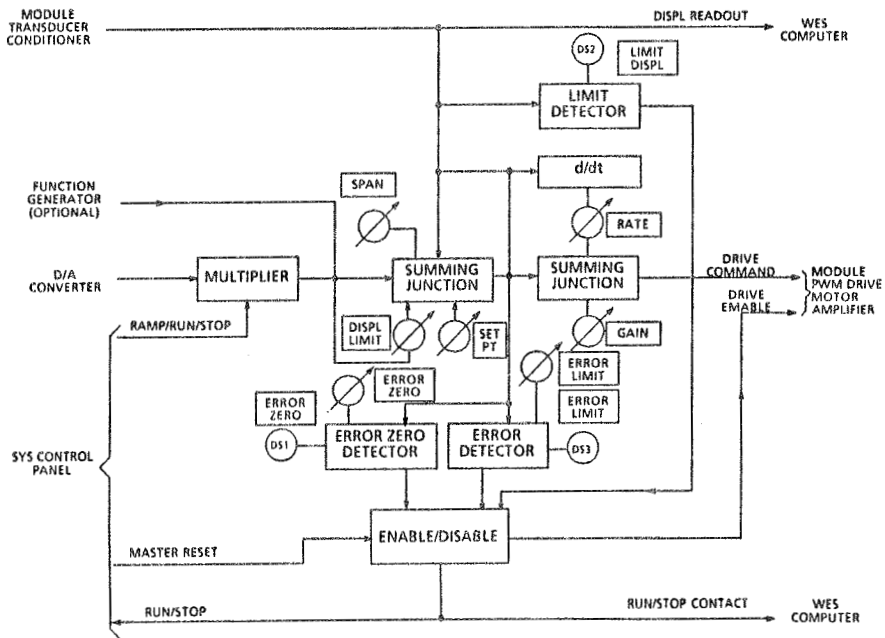 MODULE
TRANSDUCER
CONDITIONER
DISPL READOUT
WES
COMPUTER
DS2
LIMIT
DISPL
LIMIT
DETECTOR
FUNCTION
GENERATOR
(OPTIONAL)
SPAN
d/dt
RATE
D/A
CONVERTER
MULTIPLIER
SUMMING
JUNCTION
SUMMING
JUNCTION
DRIVE
COMMAND
MODULE
PWM DRIVE
MOTOR
AMPLIFIER
DRIVE
EMABLE
RAMP/RUN/STOP
DISPL
LIMIT
SET
PT
GAIN
ERROR
ZERO
ERROR
ZERO
ERROR
LIMIT
ERROR
LIMIT
DS1
ERROR ZERO
DETECTOR
ERROR
DETECTOR
DS3
SYS CONTROL
PANEL
ENABLE/DISABLE
MASTER RESET
RUN/STOP
RUN/STOP CONTACT
WES
COMPUTER